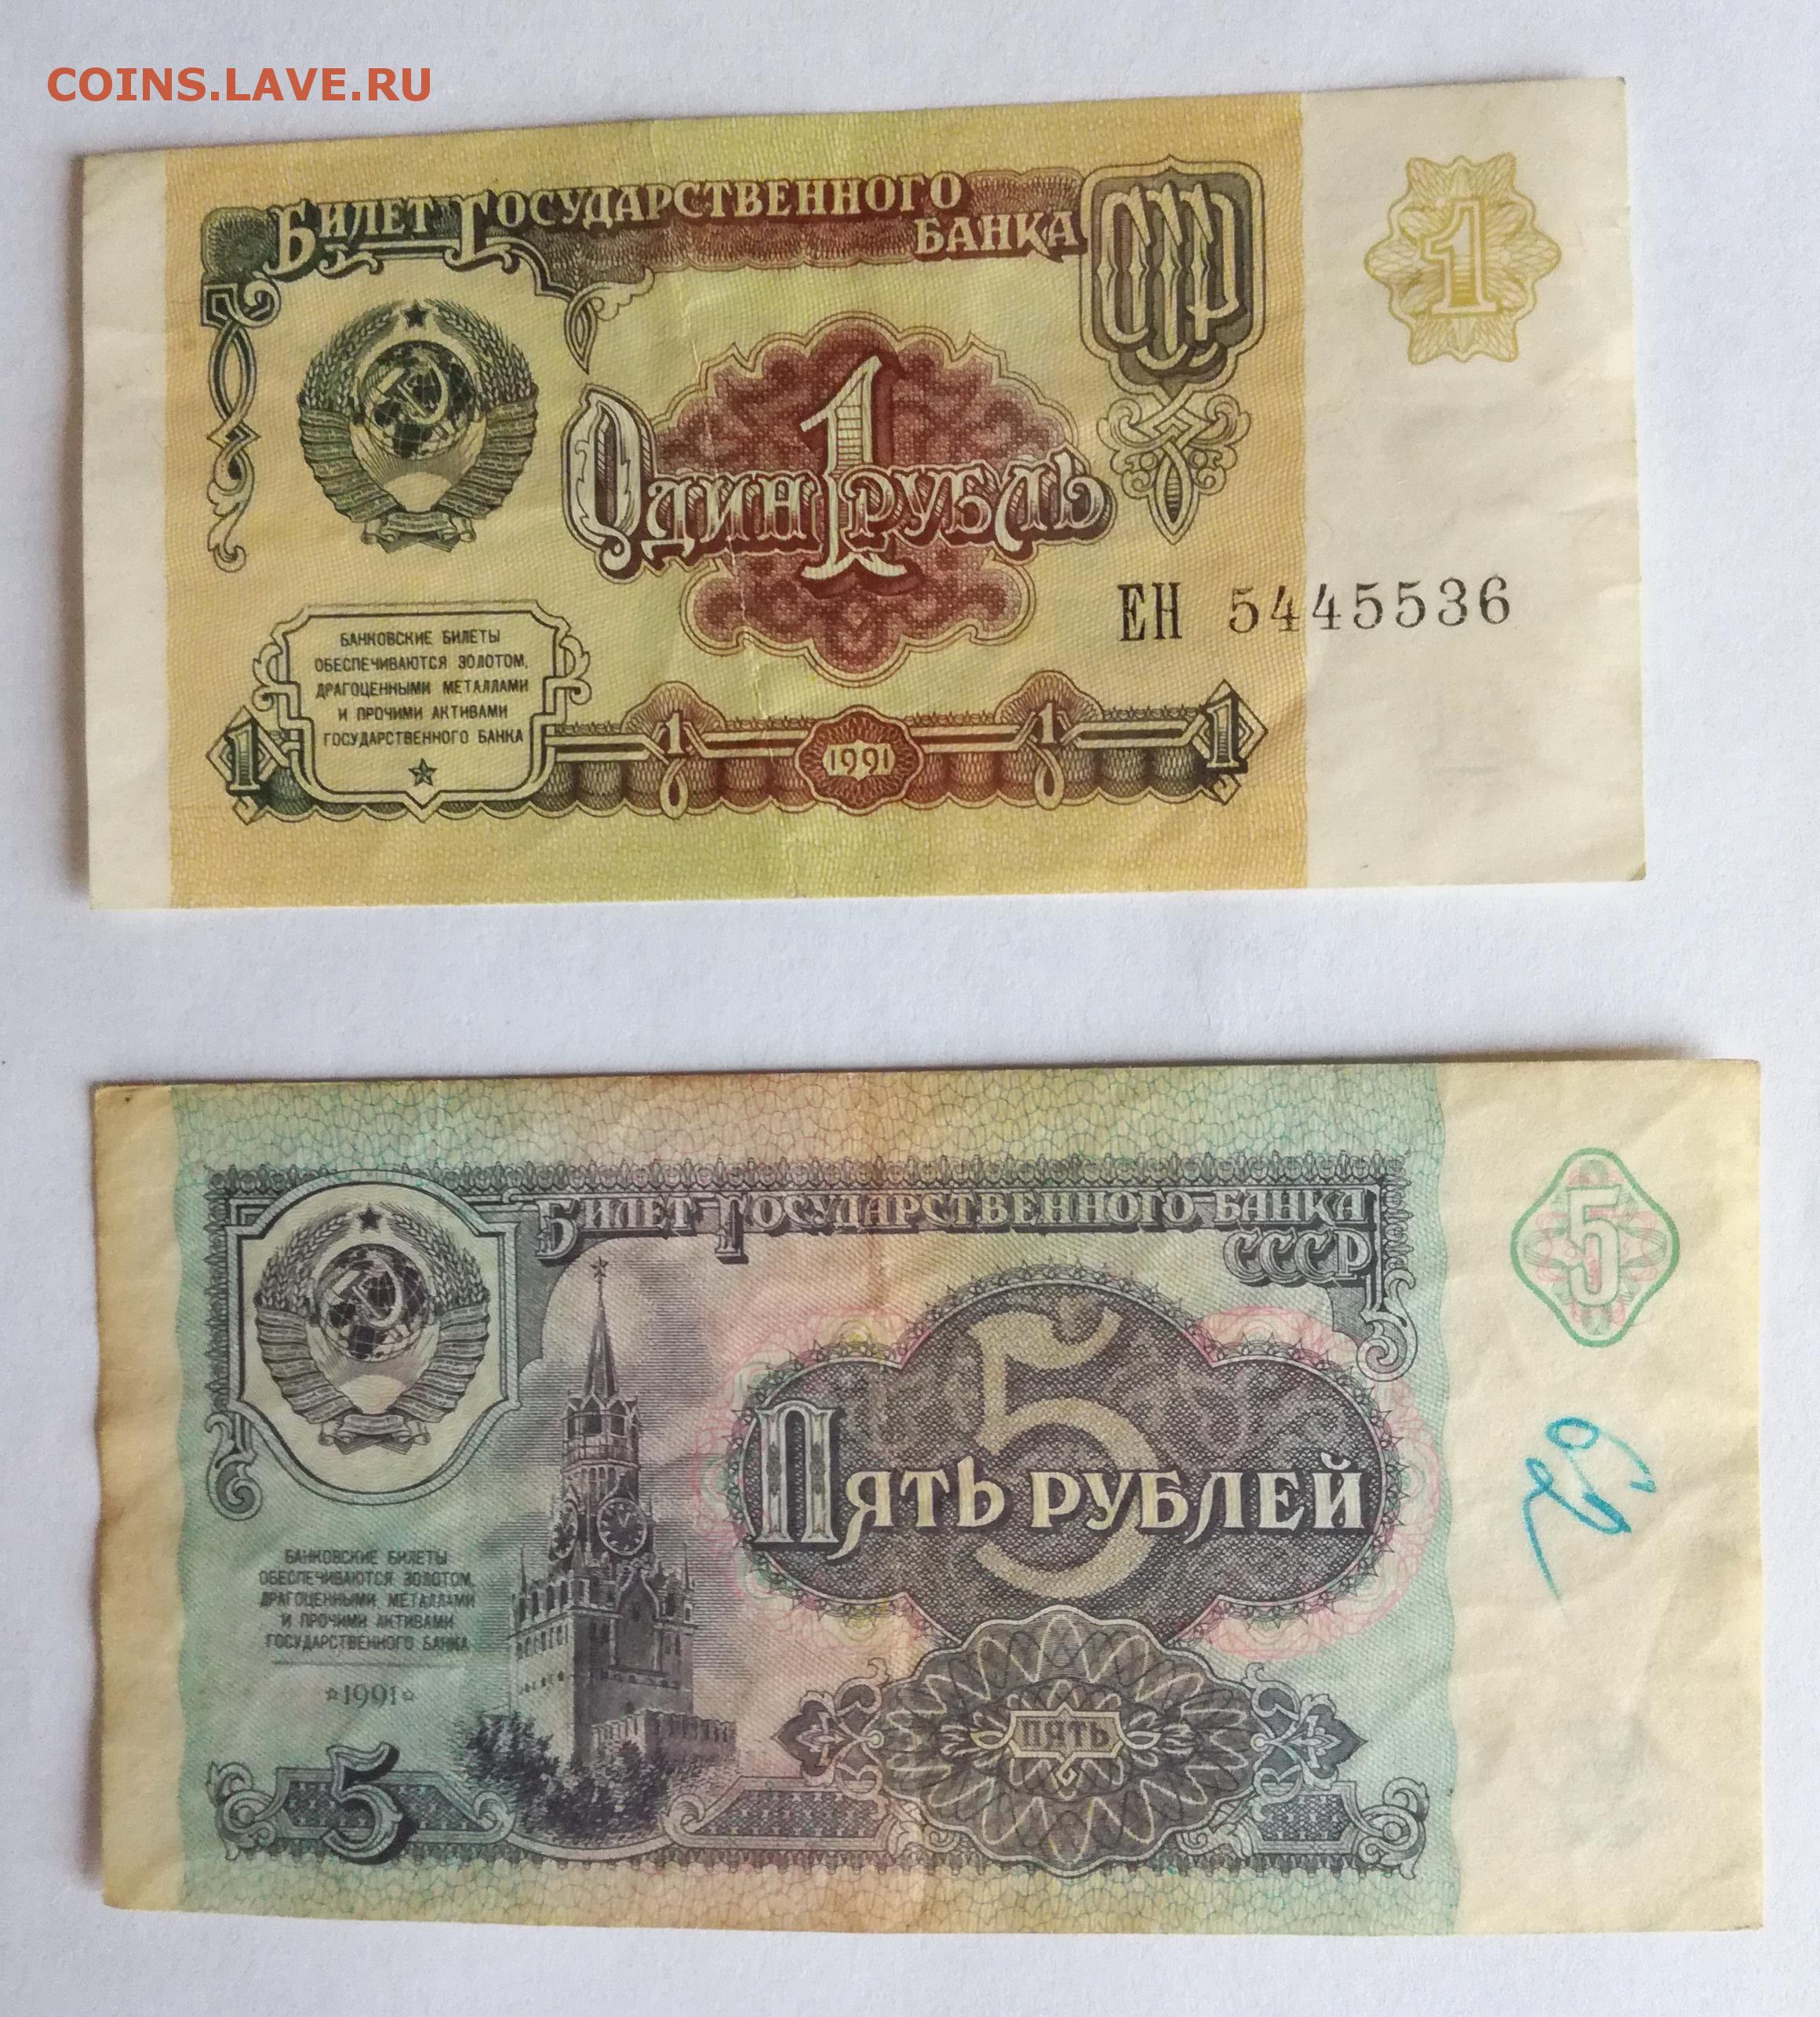 COINS.LAVE.RU
БИЛЕТ ГОСУДАРСТВЕННОГО
БАНКА
СССР
1
1
ОДИН РУБЛЬ
ЕН 5445536
БАНКОВСКИЕ БИЛЕТЫ
ОБЕСПЕЧИВАЮТСЯ ЗОЛОТОМ,
ДРАГОЦЕННЫМИ МЕТАЛЛАМИ
И ПРОЧИМИ АКТИВАМИ
ГОСУДАРСТВЕННОГО БАНКА
1 1 1991 1 1
БИЛЕТ ГОСУДАРСТВЕННОГО БАНКА
СССР
5
5
ПЯТЬ РУБЛЕЙ
62
БАНКОВСКИЕ БИЛЕТЫ
ОБЕСПЕЧИВАЮТСЯ ЗОЛОТОМ,
ДРАГОЦЕННЫМИ МЕТАЛЛАМИ
И ПРОЧИМИ АКТИВАМИ
ГОСУДАРСТВЕННОГО БАНКА
1991
ПЯТЬ
5